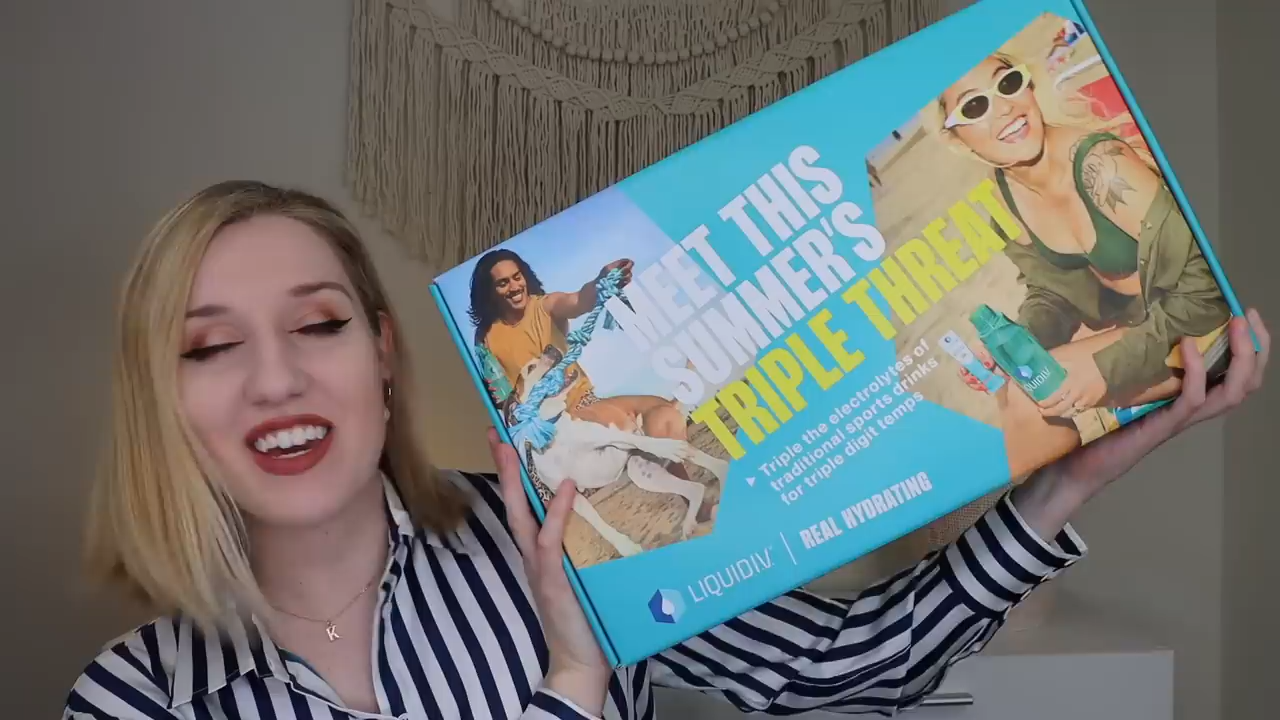 MEET THIS
SUMMER'S
TRIPLE THREAT
▸ Triple the electrolytes of
traditional sports drinks
for triple digit temps
LIQUID I.V. | REAL HYDRATING
LIQUID I.V.
K